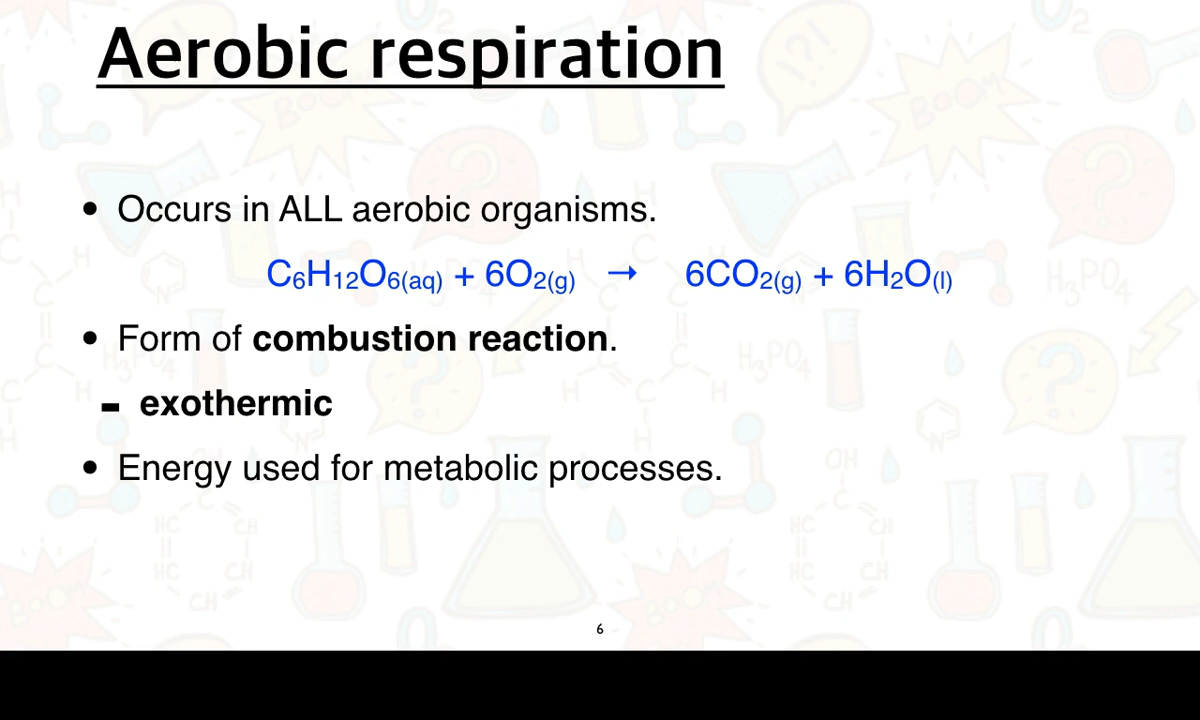 Aerobic respiration
• Occurs in ALL aerobic organisms.
C6H12O6(aq) + 6O2(g) → 6CO2(g) + 6H2O(l)
• Form of combustion reaction.
- exothermic
• Energy used for metabolic processes.
6